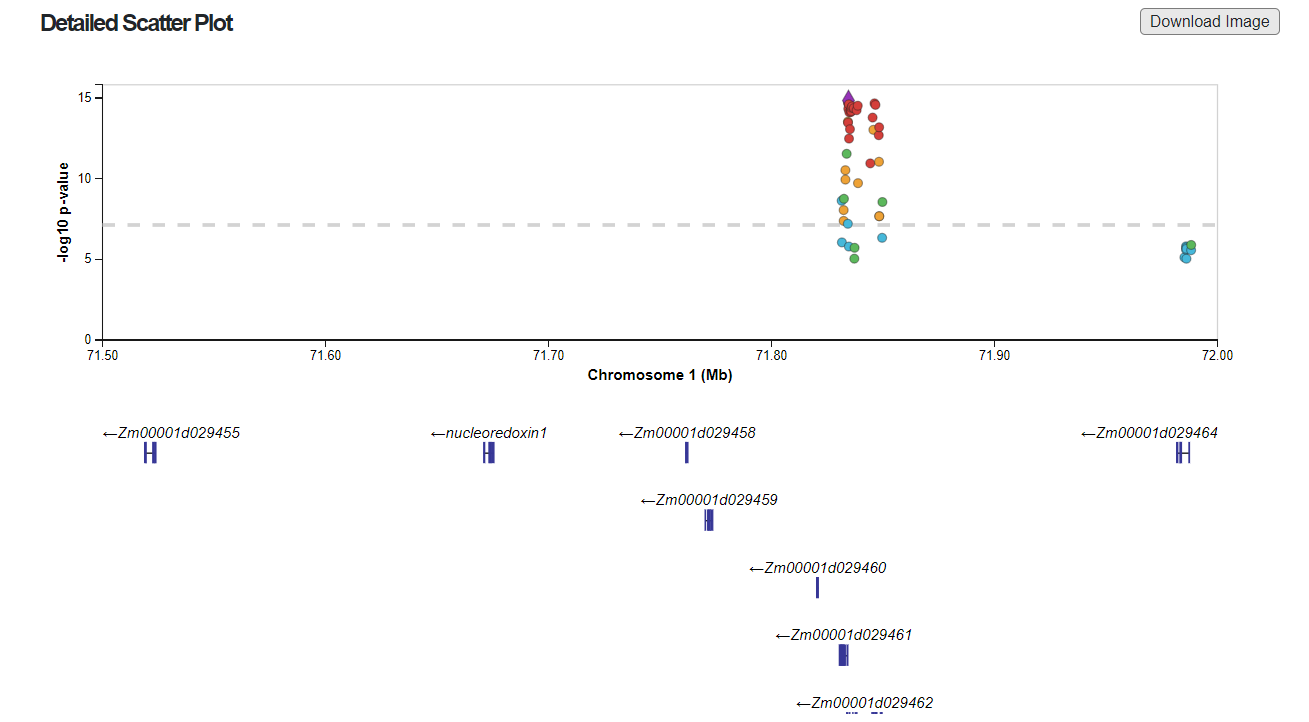 Detailed Scatter Plot
Download Image
15
10
5
0
-log10 p-value
71.50 71.60 71.70 71.80 71.90 72.00
Chromosome 1 (Mb)
←Zm00001d029455 ←nucleoredoxin1 ←Zm00001d029458 ←Zm00001d029464
←Zm00001d029459
←Zm00001d029460
←Zm00001d029461
←Zm00001d029462